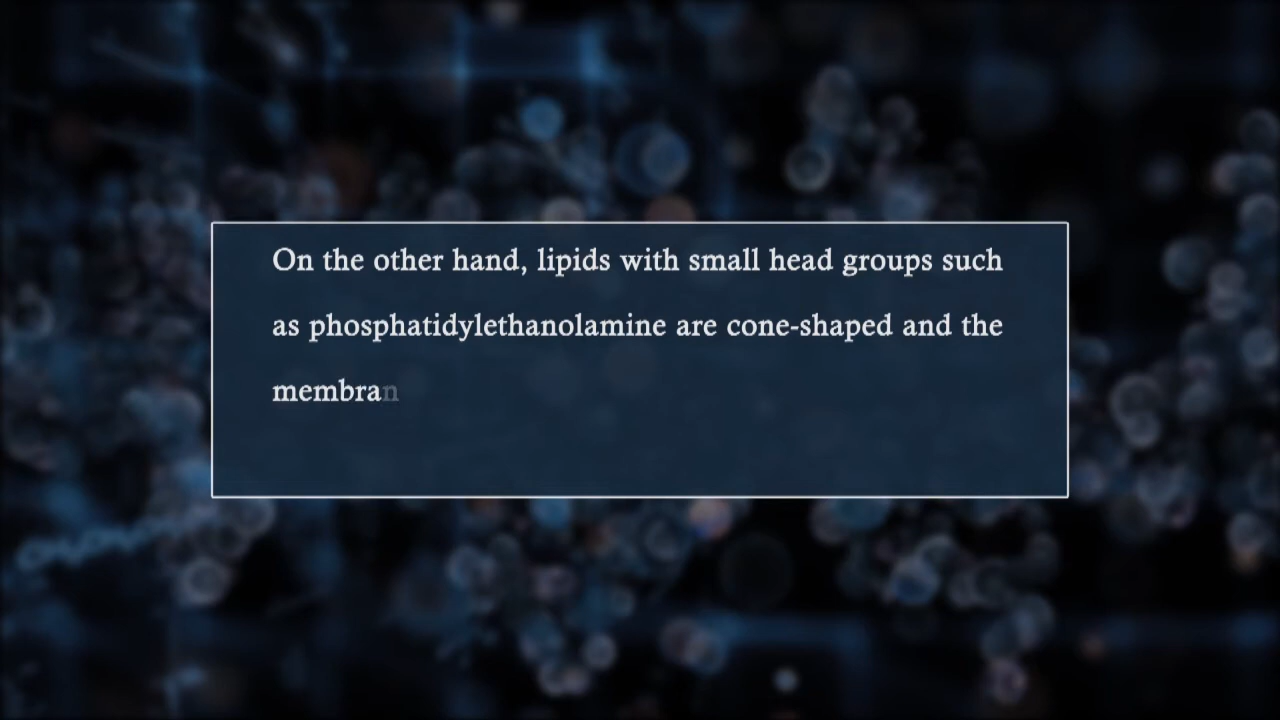 On the other hand, lipids with small head groups such
as phosphatidylethanolamine are cone-shaped and the
membran